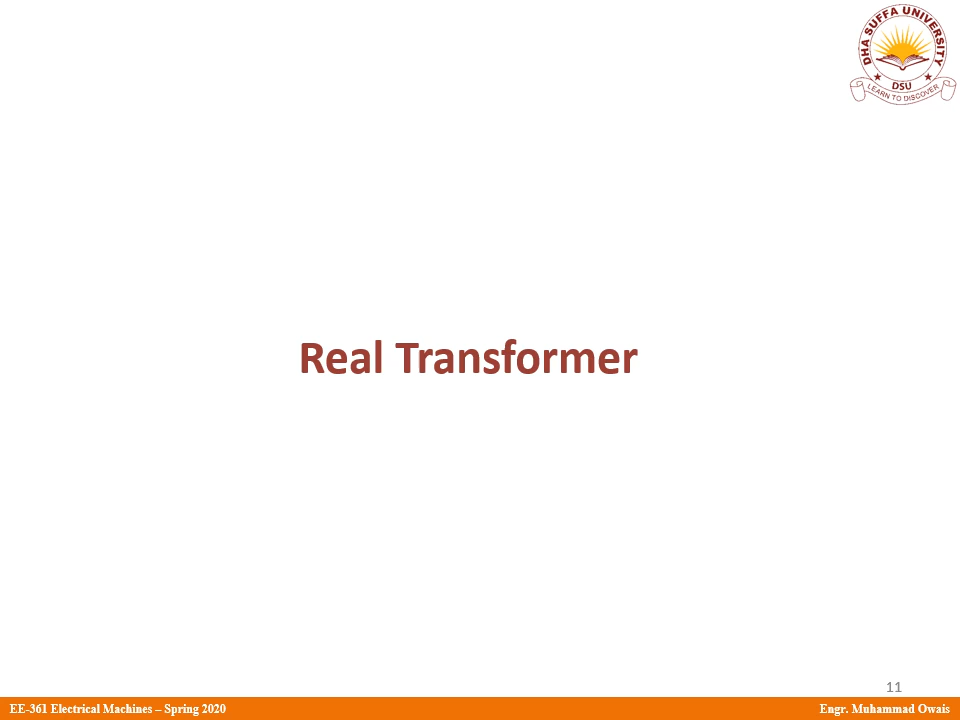 DHA SUFFA UNIVERSITY
DSU
LEARN TO DISCOVER
Real Transformer
11
EE-361 Electrical Machines – Spring 2020
Engr. Muhammad Owais